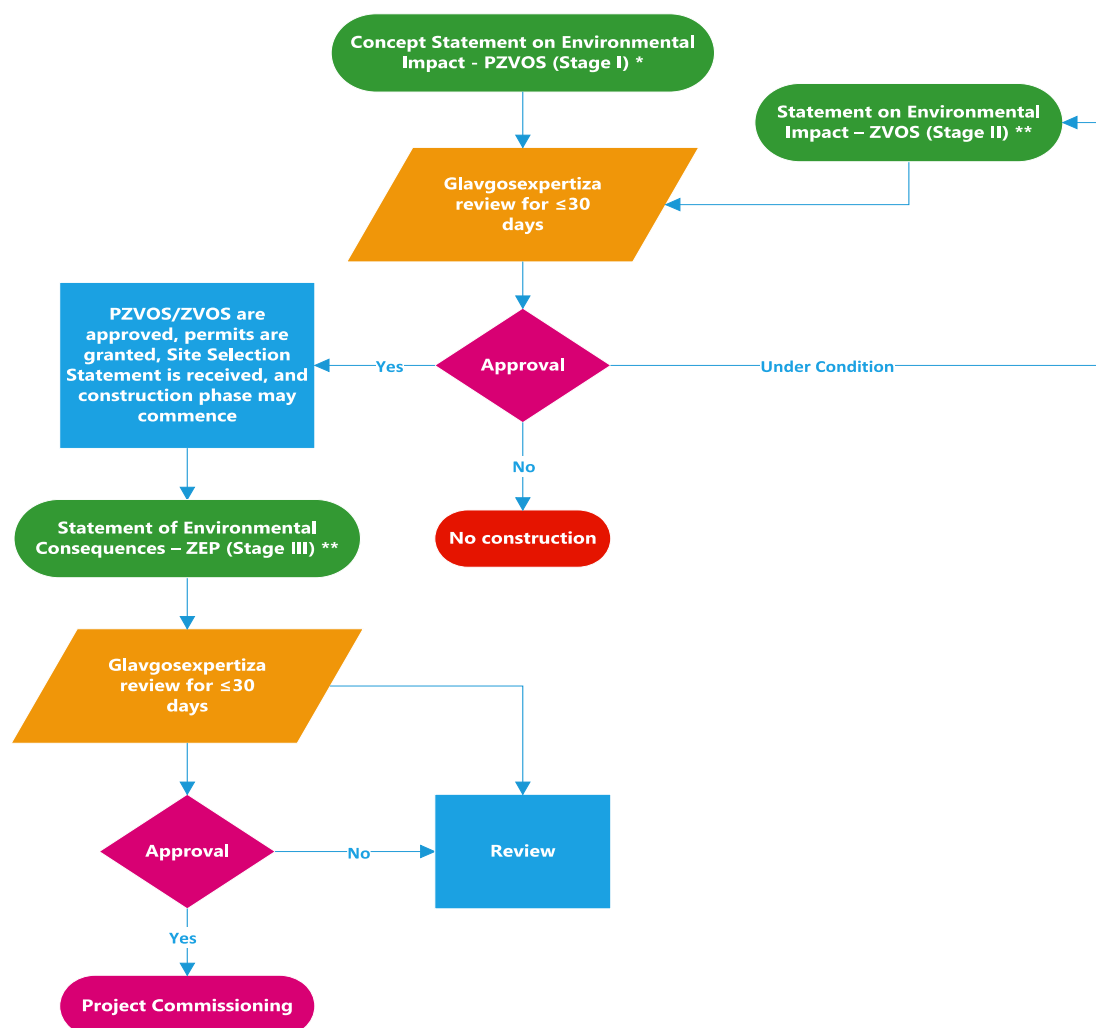 Concept Statement on Environmental
Impact - PZVOS (Stage I) *
Statement on Environmental
Impact – ZVOS (Stage II) **
Glavgosexpertiza
review for ≤30
days
PZVOS/ZVOS are
approved, permits are
granted, Site Selection
Statement is received, and
construction phase may
commence
Yes
Approval
Under Condition
No
No construction
Statement of Environmental
Consequences – ZEP (Stage III) **
Glavgosexpertiza
review for ≤30
days
Approval
No
Review
Yes
Project Commissioning